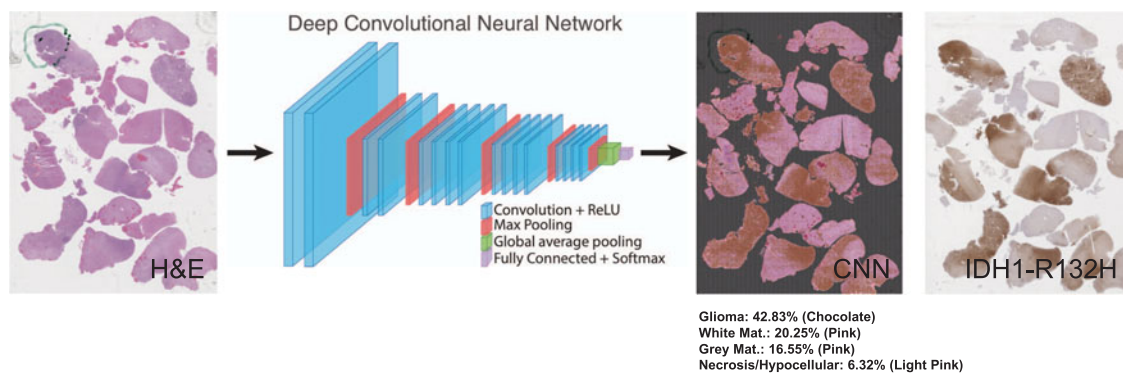 Deep Convolutional Neural Network
H&E
Convolution + ReLU
Max Pooling
Global average pooling
Fully Connected + Softmax
CNN
IDH1-R132H
Glioma: 42.83% (Chocolate)
White Mat.: 20.25% (Pink)
Grey Mat.: 16.55% (Pink)
Necrosis/Hypocellular: 6.32% (Light Pink)